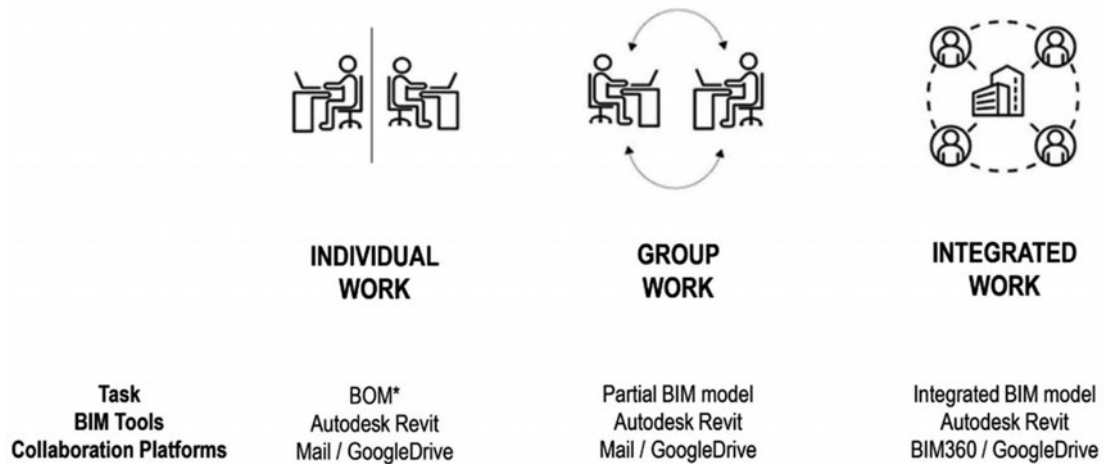 INDIVIDUAL
WORK
GROUP
WORK
INTEGRATED
WORK
Task
BIM Tools
Collaboration Platforms
BOM*
Autodesk Revit
Mail / GoogleDrive
Partial BIM model
Autodesk Revit
Mail / GoogleDrive
Integrated BIM model
Autodesk Revit
BIM360 / GoogleDrive